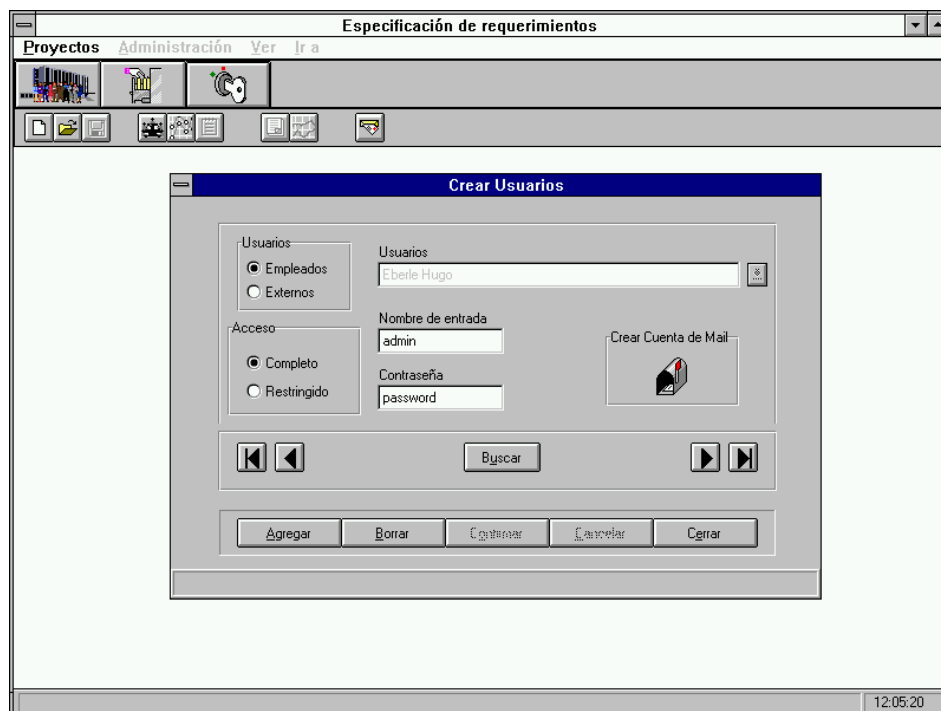 Especificación de requerimientos
Proyectos Administración Ver Ir a
Crear Usuarios
Usuarios
Empleados
Externos
Usuarios
Eberle Hugo
Acceso
Completo
Restringido
Nombre de entrada
admin
Contraseña
password
Crear Cuenta de Mail
Buscar
Agregar Borrar Confirmar Cancelar Cerrar
12:05:20